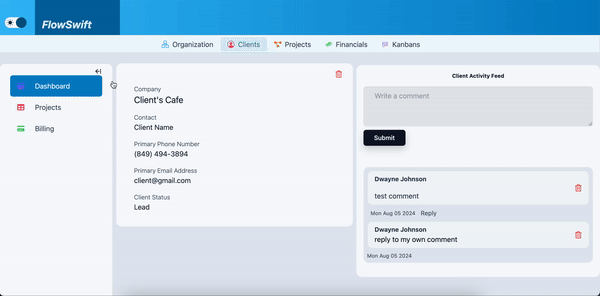 FlowSwift
Organization
Clients
Projects
Financials
Kanbans
Dashboard
Projects
Billing
Company
Client's Cafe
Contact
Client Name
Primary Phone Number
(849) 494-3894
Primary Email Address
client@gmail.com
Client Status
Lead
Client Activity Feed
Write a comment
Submit
Dwayne Johnson
test comment
Mon Aug 05 2024 Reply
Dwayne Johnson
reply to my own comment
Mon Aug 05 2024